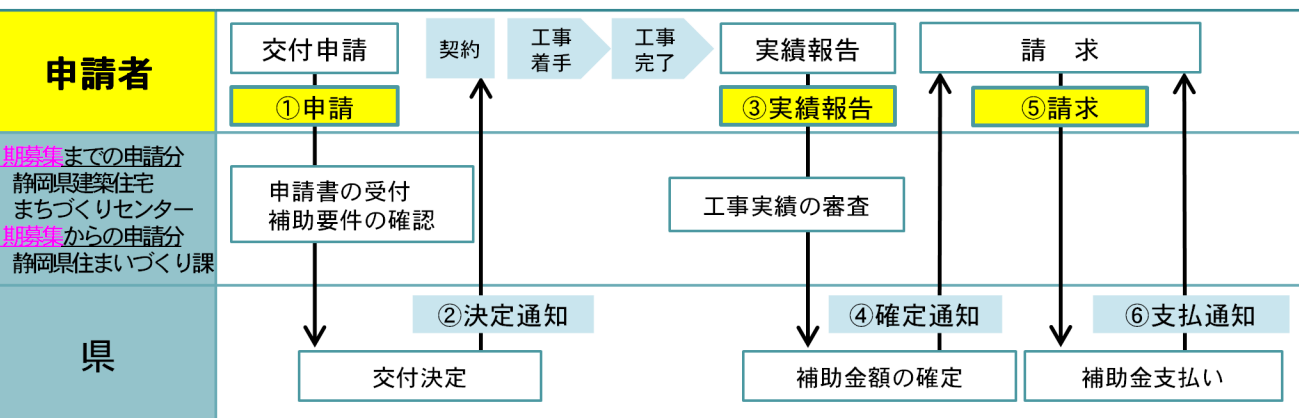 申請者
交付申請
①申請
契約
工事
着手
工事
完了
実績報告
③実績報告
請 求
⑤請求
期募集までの申請分
静岡県建築住宅
まちづくりセンター
期募集からの申請分
静岡県住まいづくり課
申請書の受付
補助要件の確認
工事実績の審査
県
②決定通知
交付決定
④確定通知
補助金額の確定
⑥支払通知
補助金支払い